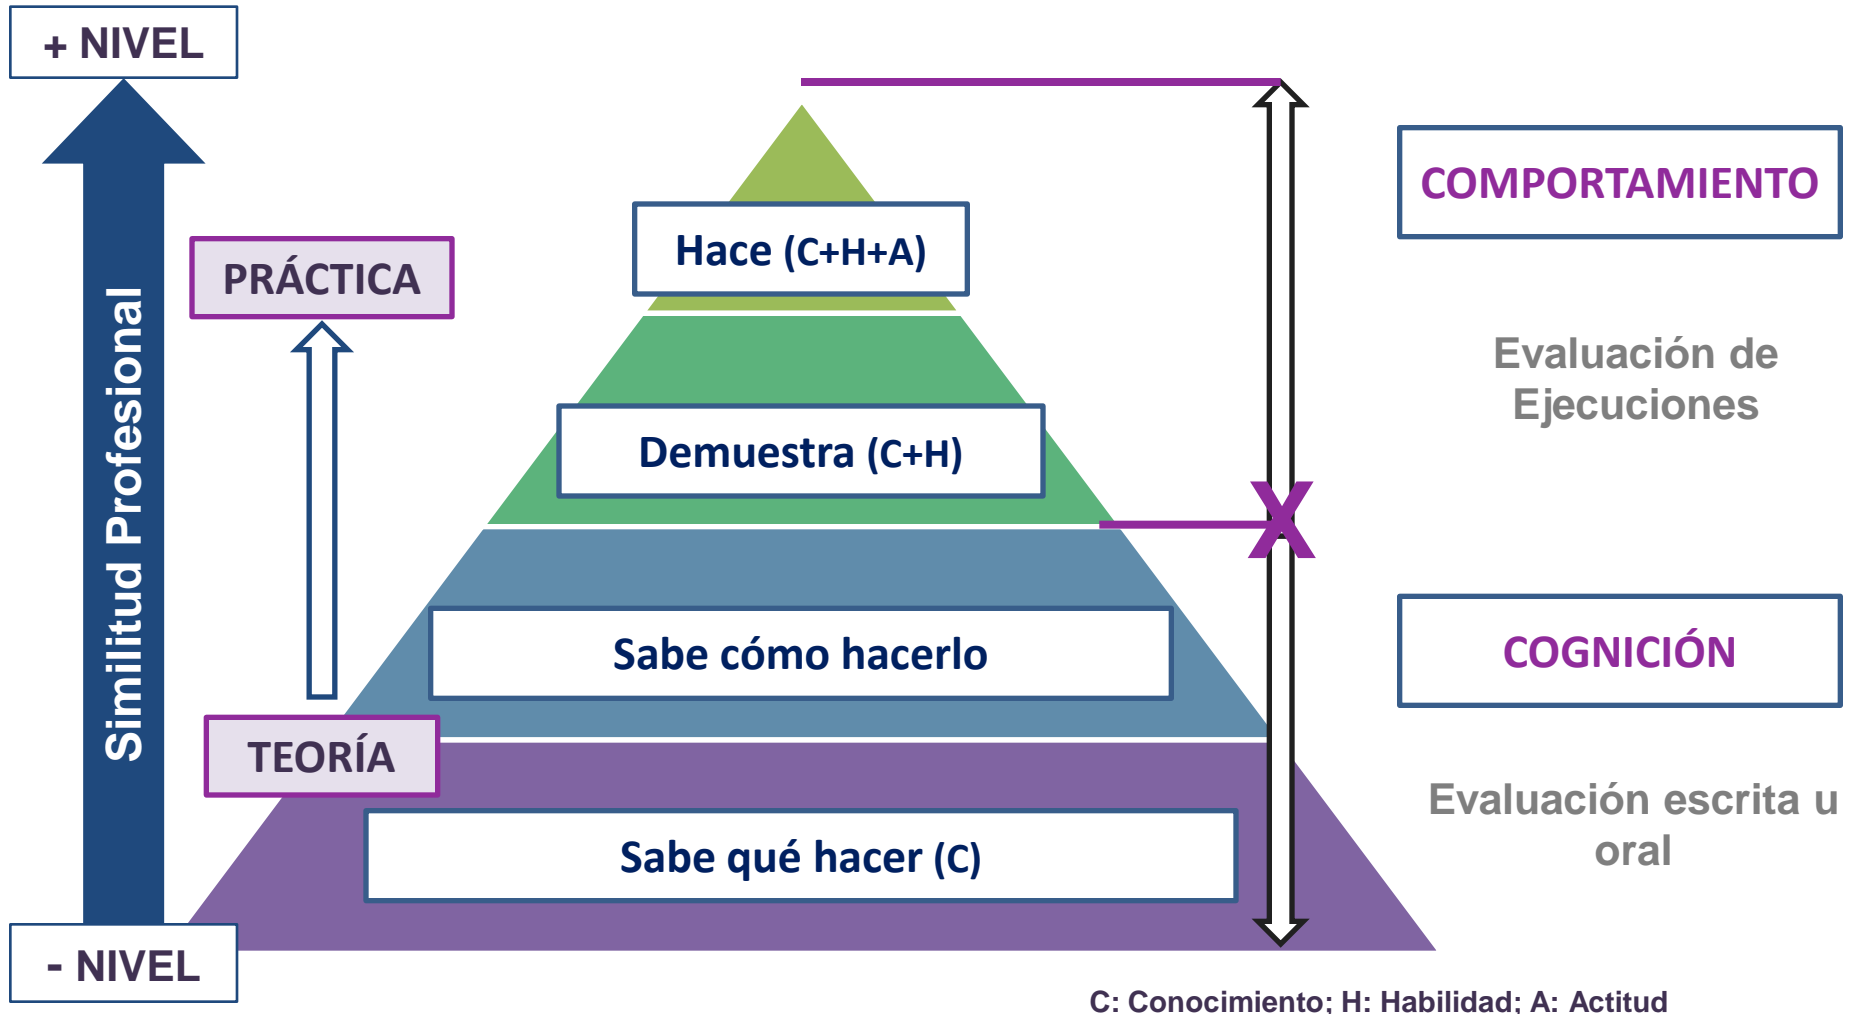 + NIVEL
COMPORTAMIENTO
Hace (C+H+A)
PRÁCTICA
Evaluación de
Ejecuciones
Demuestra (C+H)
Similitud Profesional
X
Sabe cómo hacerlo
COGNICIÓN
TEORÍA
Evaluación escrita u
oral
Sabe qué hacer (C)
- NIVEL
C: Conocimiento; H: Habilidad; A: Actitud